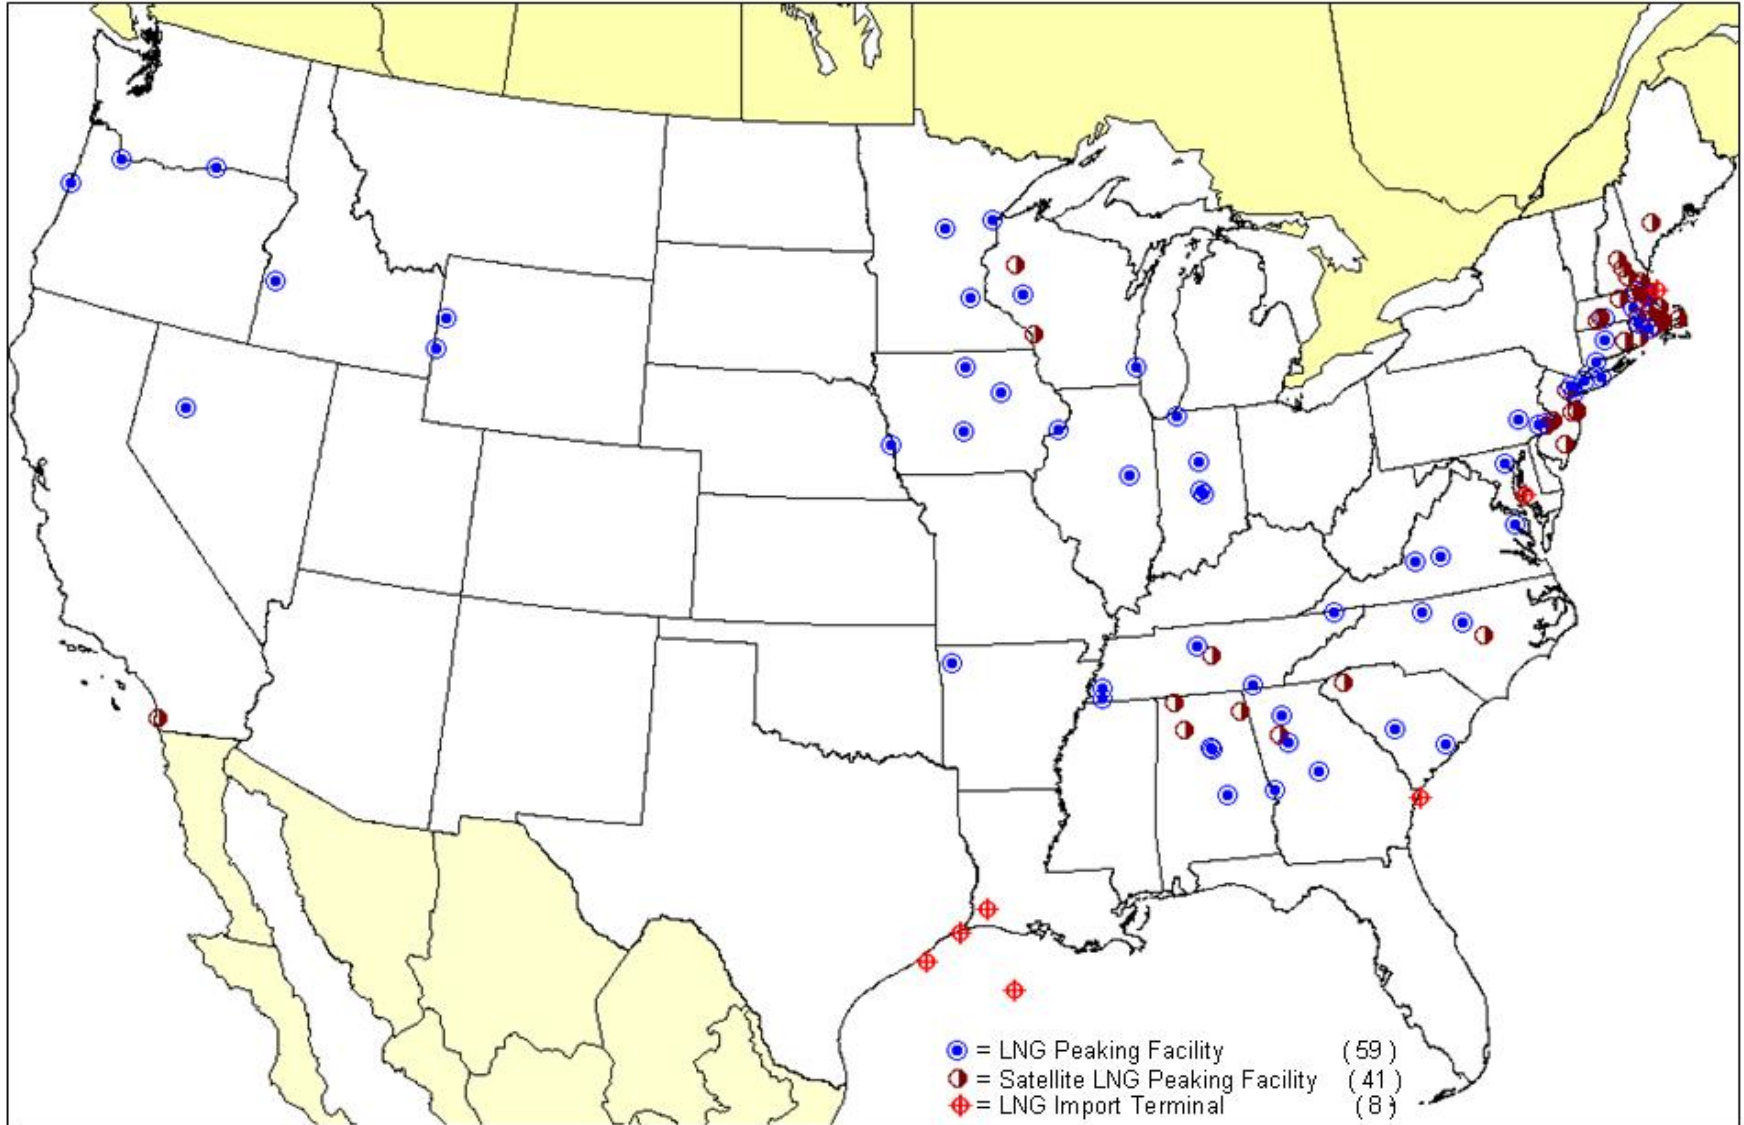 = LNG Peaking Facility (59)
= Satellite LNG Peaking Facility (41)
= LNG Import Terminal (8)